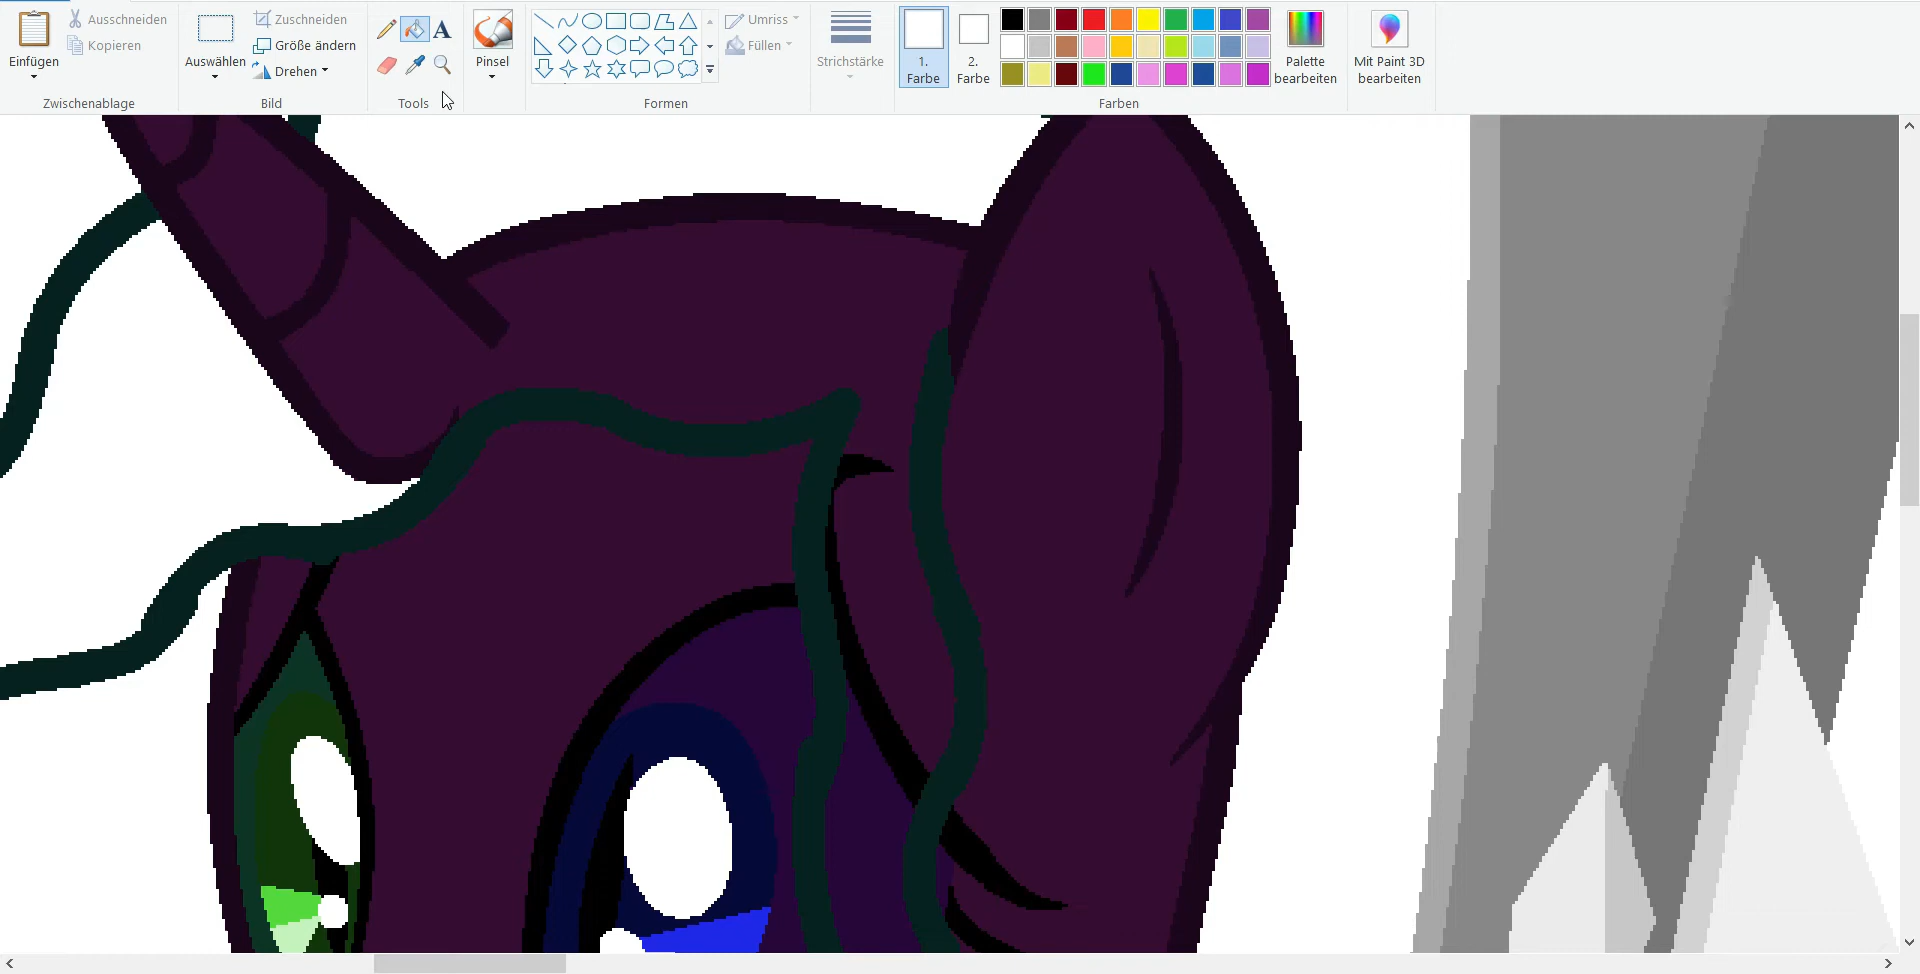 Einfügen
Ausschneiden
Kopieren
Zwischenablage
Auswählen
Zuschneiden
Größe ändern
Drehen
Bild
A
Tools
Pinsel
Umriss
Füllen
Formen
Strichstärke
1.
Farbe
2.
Farbe
Palette
bearbeiten
Mit Paint 3D
bearbeiten
Farben